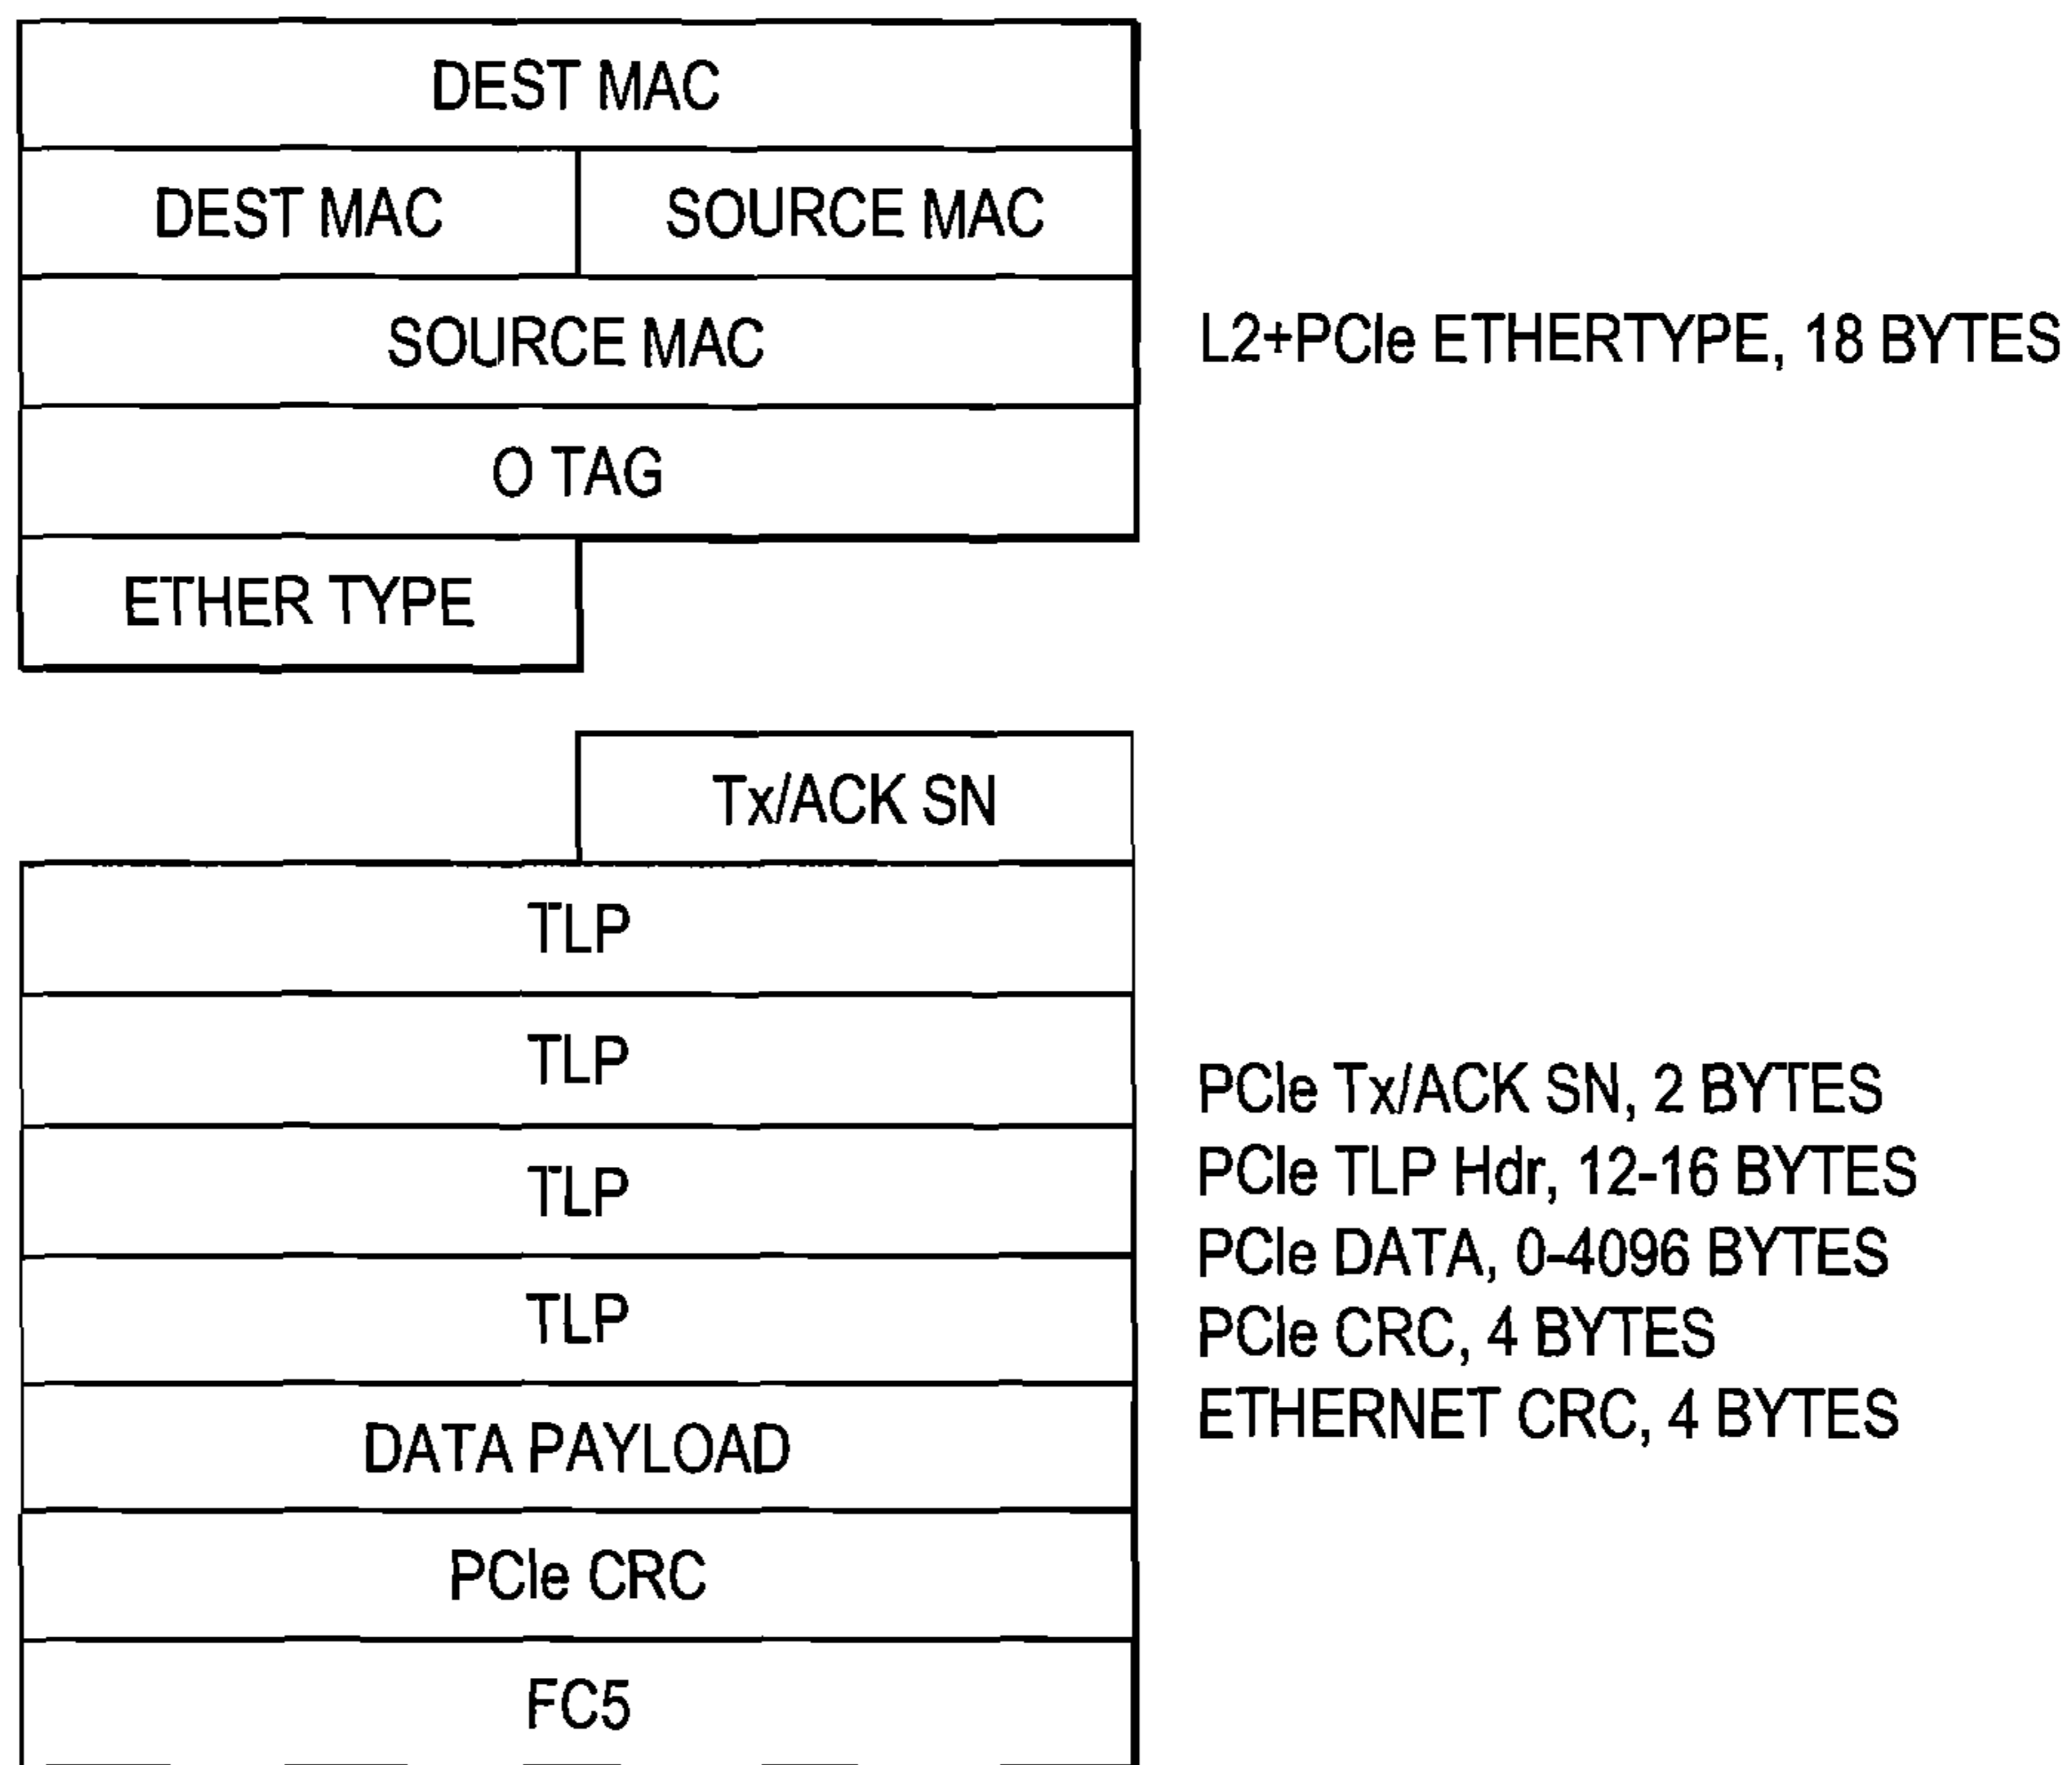 DEST MAC
DEST MAC SOURCE MAC
SOURCE MAC
L2+PCIe ETHERTYPE, 18 BYTES
O TAG
ETHER TYPE
Tx/ACK SN
TLP
TLP
TLP
TLP
DATA PAYLOAD
PCIe CRC
FC5
PCIe Tx/ACK SN, 2 BYTES
PCIe TLP Hdr, 12-16 BYTES
PCIe DATA, 0-4096 BYTES
PCIe CRC, 4 BYTES
ETHERNET CRC, 4 BYTES